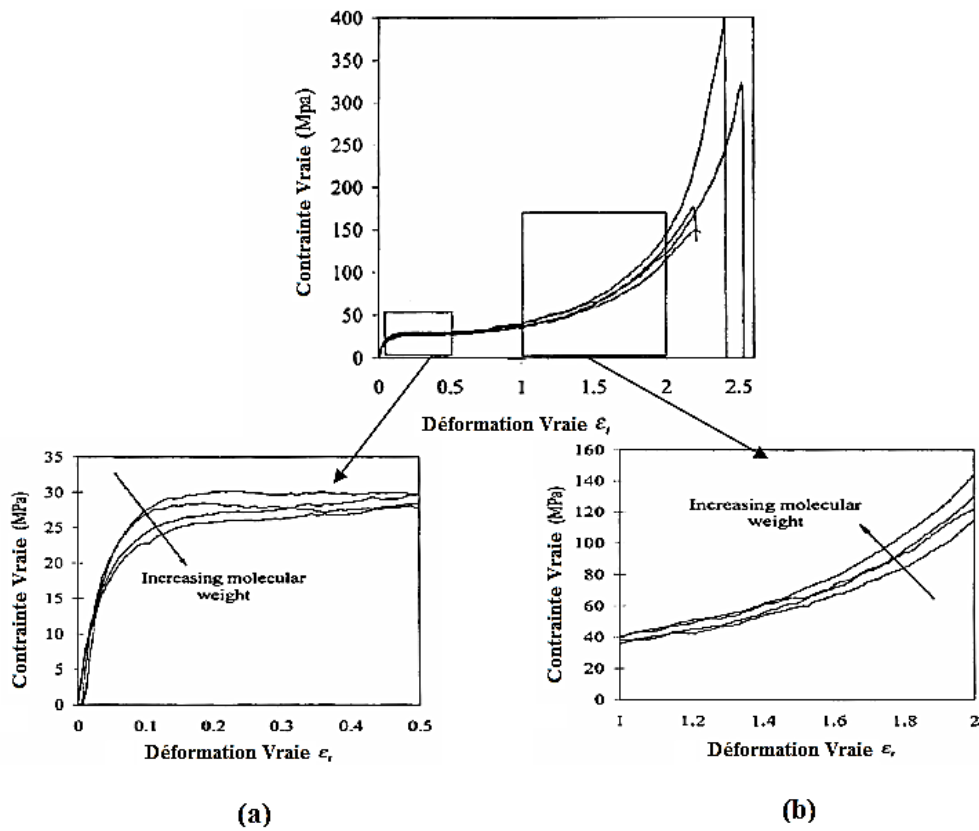 Contrainte Vraie (Mpa)
400
350
300
250
200
150
100
50
0
0 0.5 1 1.5 2 2.5
Déformation Vraie εt
Contrainte Vraie (MPa)
35
30
25
20
15
10
5
0
Increasing molecular
weight
0 0.1 0.2 0.3 0.4 0.5
Déformation Vraie εt
(a)
Contrainte Vraie (MPa)
160
140
120
100
80
60
40
20
0
Increasing molecular
weight
1 1.2 1.4 1.6 1.8 2
Déformation Vraie εt
(b)